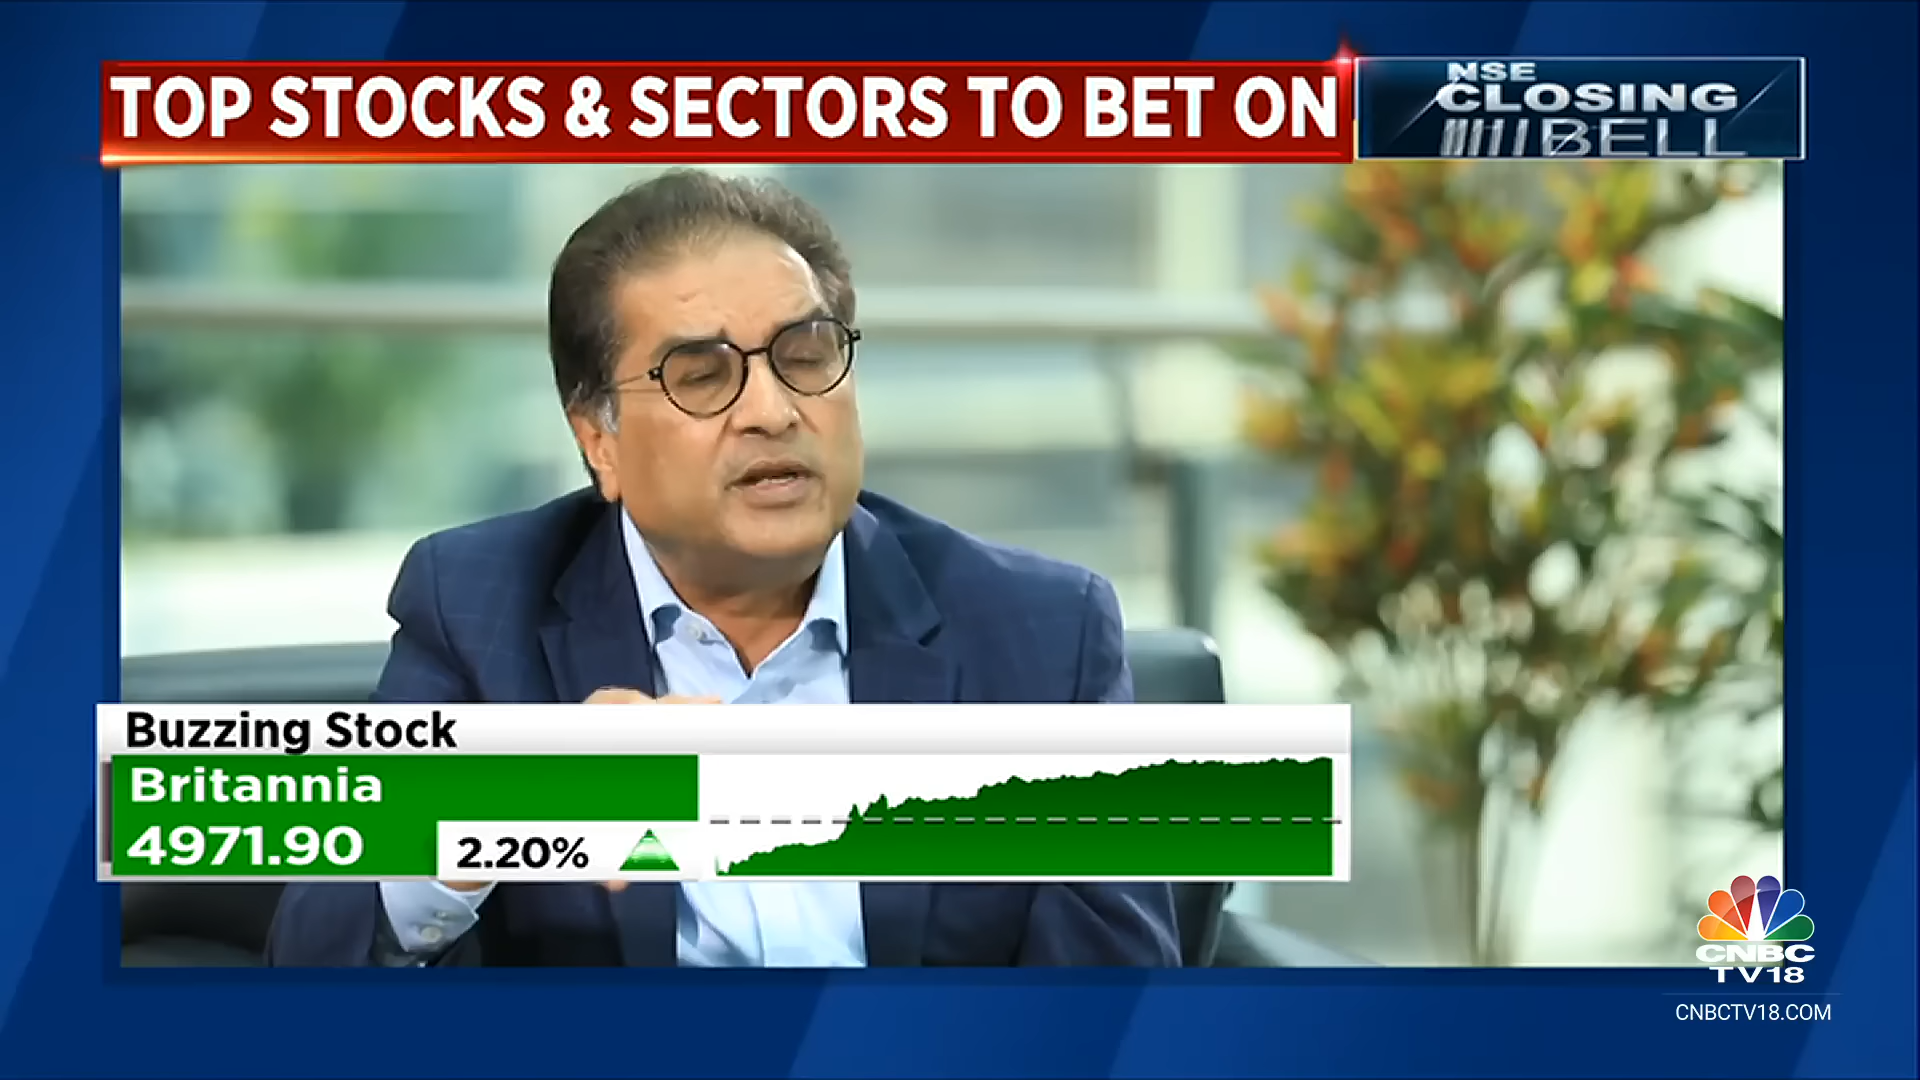 TOP STOCKS & SECTORS TO BET ON
NSE
CLOSING
BELL
Buzzing Stock
Britannia
4971.90
2.20%
CNBC
TV18
CNBCTV18.COM